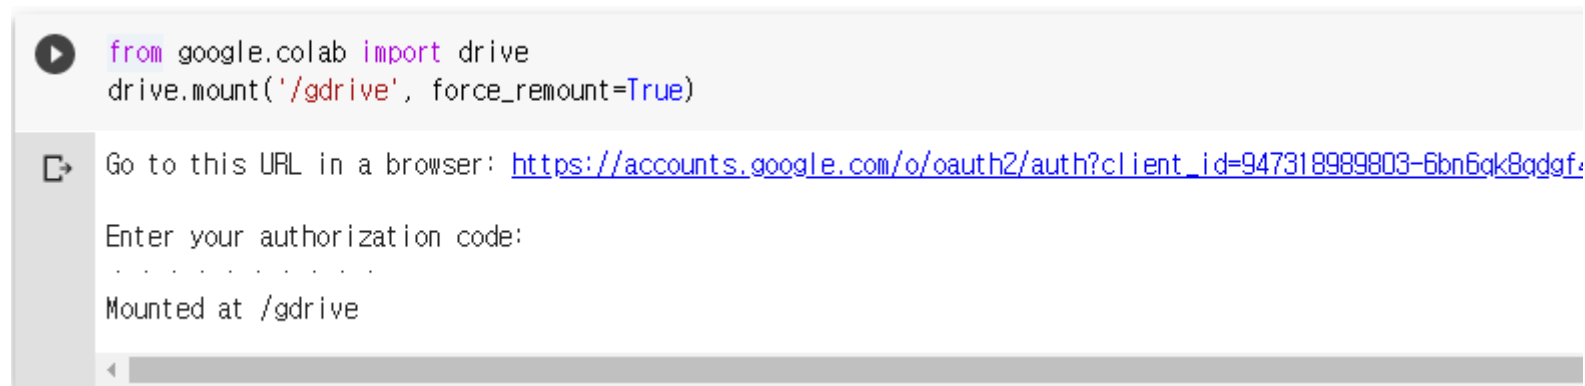 from google.colab import drive
drive.mount('/gdrive', force_remount=True)
Go to this URL in a browser: https://accounts.google.com/o/oauth2/auth?client_id=947318989803-6bn6qk8qdgf4
Enter your authorization code:
··········
Mounted at /gdrive